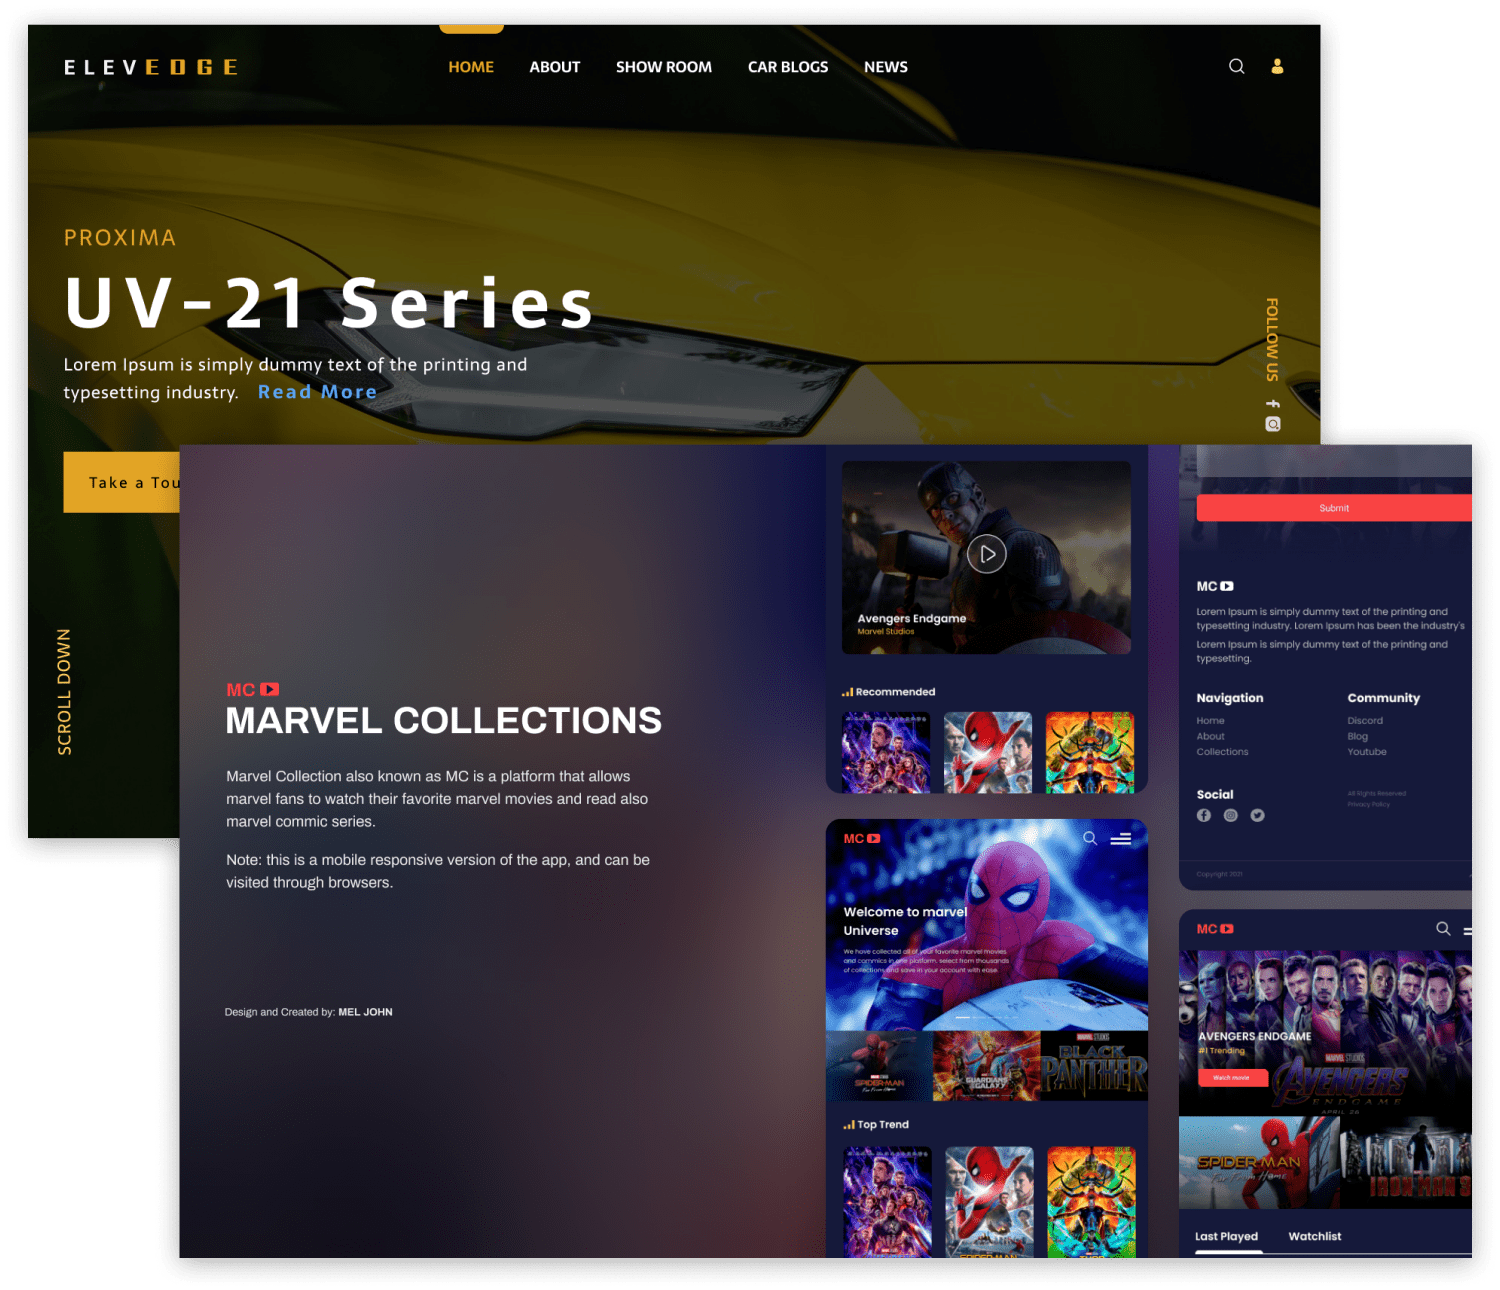 ELEVEDGE
HOME ABOUT SHOW ROOM CAR BLOGS NEWS
PROXIMA
UV-21 Series
Lorem Ipsum is simply dummy text of the printing and
typesetting industry. Read More
Take a Tou
SCROLL DOWN
FOLLOW US
MC
MARVEL COLLECTIONS
Marvel Collection also known as MC is a platform that allows
marvel fans to watch their favorite marvel movies and read also
marvel commic series.
Note: this is a mobile responsive version of the app, and can be
visited through browsers.
Design and Created by: MEL JOHN
Avengers Endgame
Marvel Studios
Recommended
MC
Welcome to marvel
Universe
We have collected all of your favorite marvel movies,
and commics in one platform. select from thousands
of collections and save in your account with ease.
SPIDER-MAN
Far From Home
GUARDIANS
GALAXY
MARVEL STUDIOS
BLACK
PANTHER
Top Trend
SPIDER-MAN
Submit
MC
Lorem Ipsum is simply dummy text of the printing and
typesetting industry. Lorem Ipsum has been the industry's
Lorem Ipsum is simply dummy text of the printing and
typesetting.
Navigation
Home
About
Collections
Community
Discord
Blog
Youtube
Social
All Rights Reserved
Privacy Policy
Copyright 2021
MC
AVENGERS ENDGAME
#1 Trending
Watch movie
MARVEL STUDIOS
AVENGERS
ENDGAME
APRIL 26
SPIDER-MAN
Far From Home
IRON MAN 3
Last Played
Watchlist